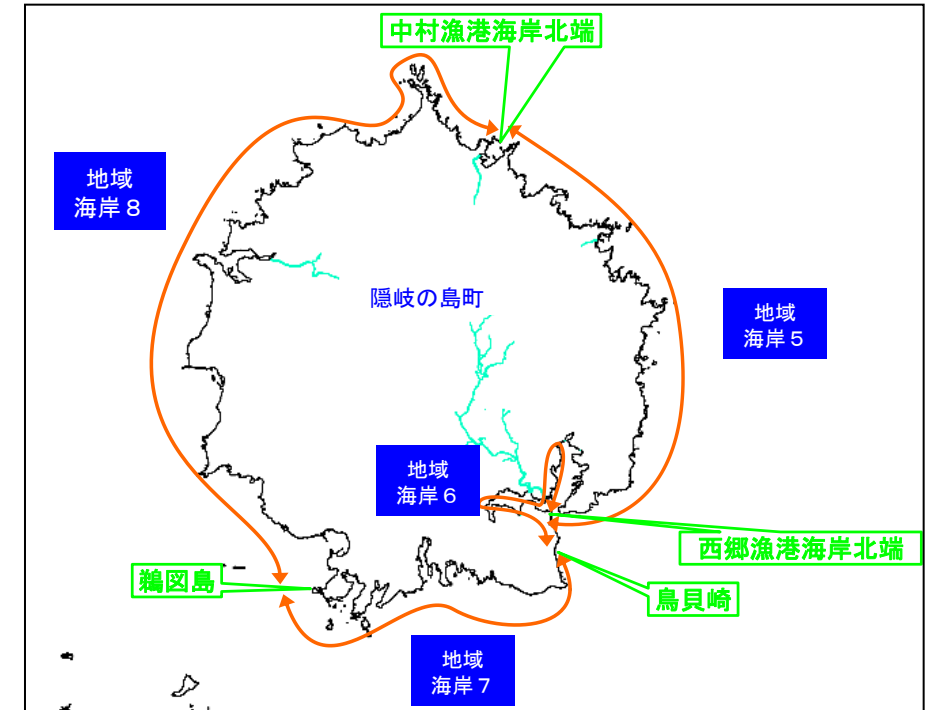 中村漁港海岸北端
地域
海岸8
隠岐の島町
地域
海岸5
地域
海岸6
西郷漁港海岸北端
鵜図島
鳥貝崎
地域
海岸7